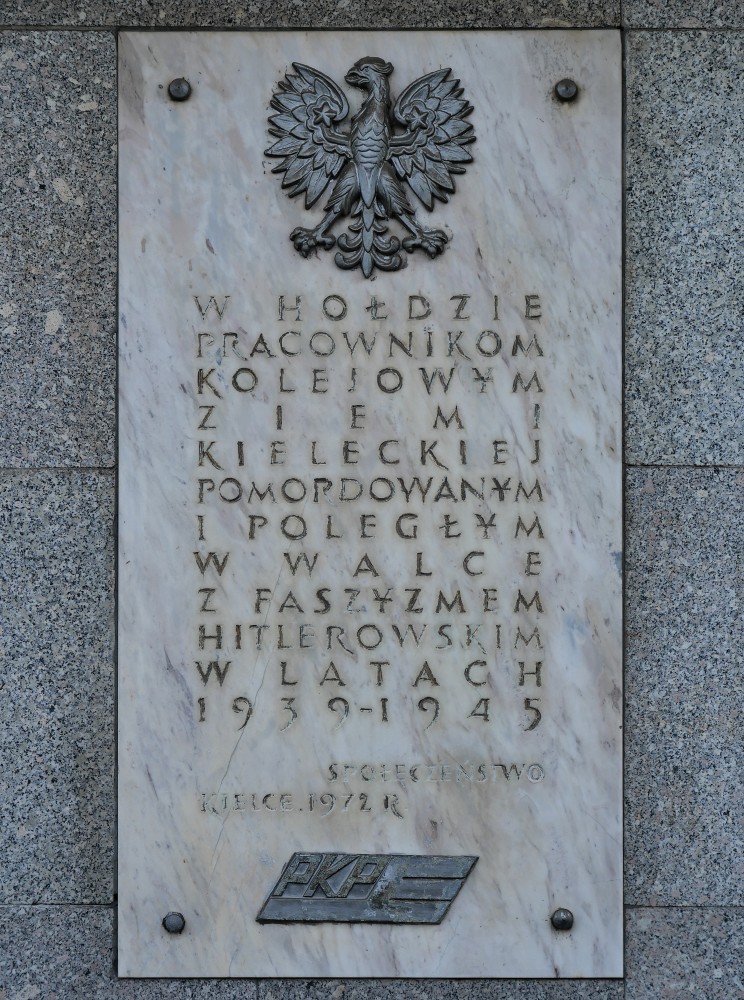 W HOŁDZIE
PRACOWNIKOM
KOLEJOWYM
ZIEMI
KIELECKIEJ
POMORDOWANYM
I POLEGŁYM
W WALCE
Z FASZYZMEM
HITLEROWSKIM
W LATACH
1939-1945
SPOŁECZEŃSTWO
KIELCE.1972 R.
PKP